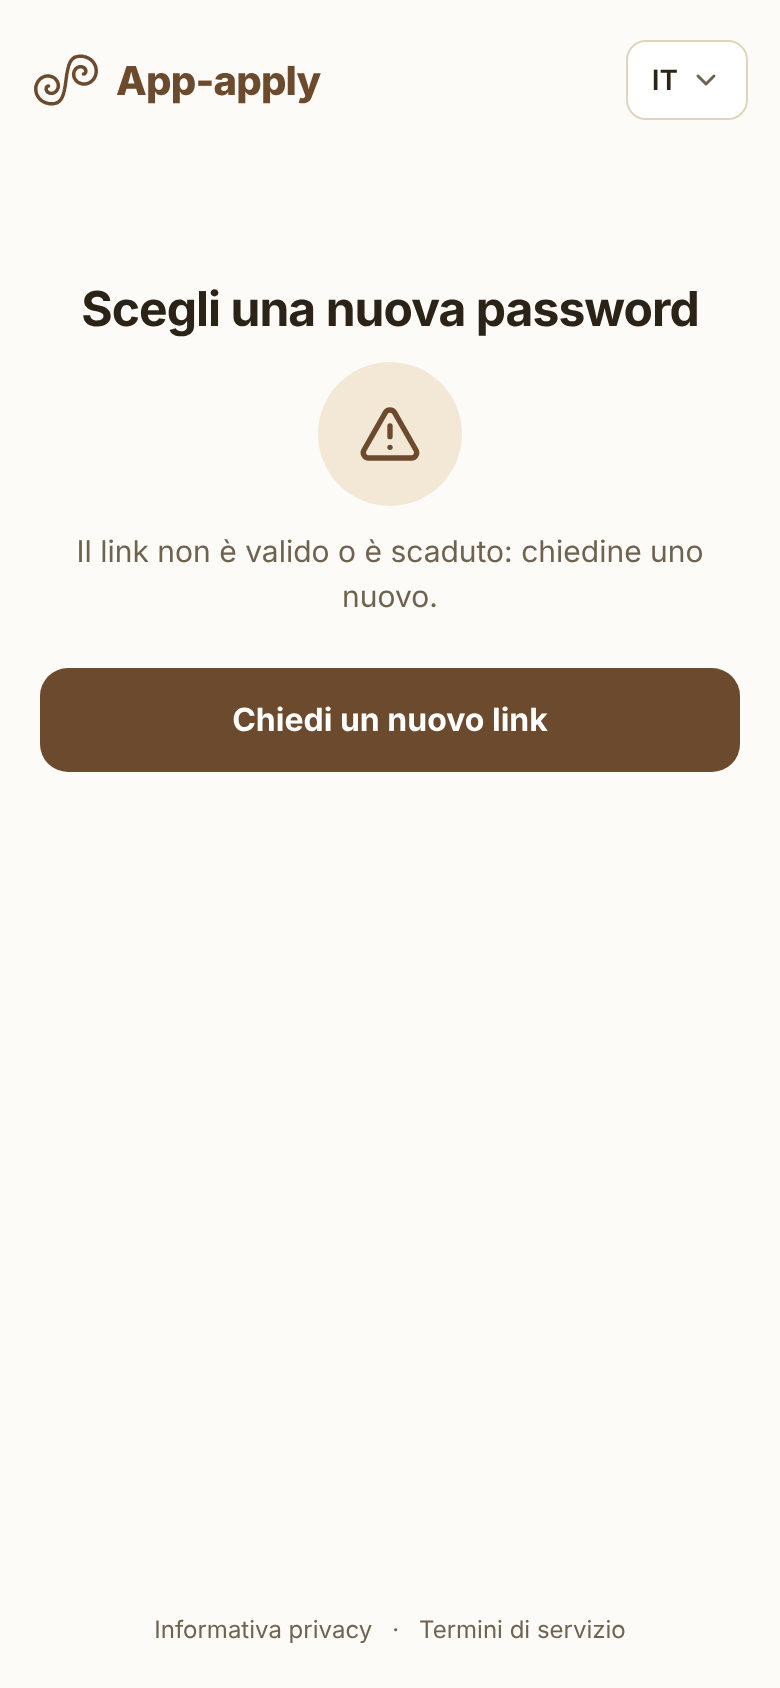 App-apply
IT
Scegli una nuova password
Il link non è valido o è scaduto: chiedine uno
nuovo.
Chiedi un nuovo link
Informativa privacy · Termini di servizio